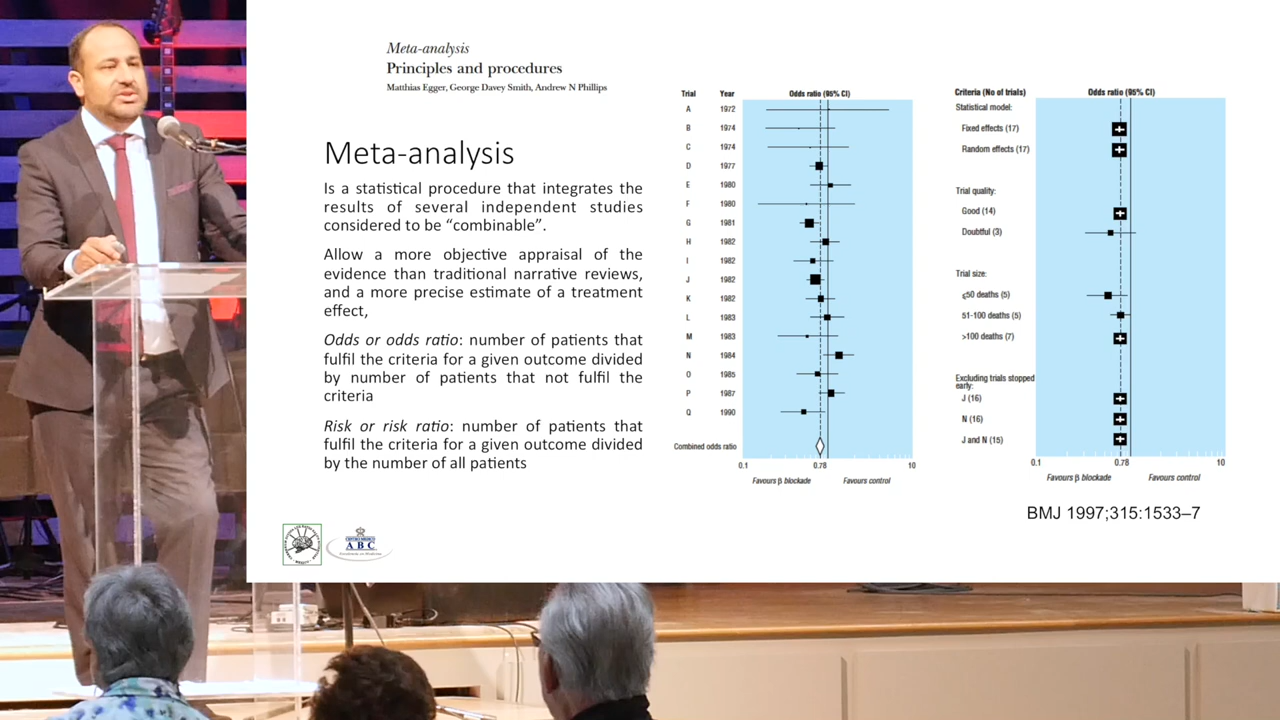 Meta-analysis
Principles and procedures
Matthias Egger, George Davey Smith, Andrew N Phillips
Meta-analysis
Is a statistical procedure that integrates the
results of several independent studies
considered to be “combinable”.
Allow a more objective appraisal of the
evidence than traditional narrative reviews,
and a more precise estimate of a treatment
effect,
Odds or odds ratio: number of patients that
fulfil the criteria for a given outcome divided
by number of patients that not fulfil the
criteria
Risk or risk ratio: number of patients that
fulfil the criteria for a given outcome divided
by the number of all patients
Trial Year Odds ratio (95% CI)
A 1972
B 1974
C 1974
D 1977
E 1980
F 1980
G 1981
H 1982
I 1982
J 1982
K 1982
L 1983
M 1983
N 1984
O 1985
P 1987
Q 1990
Combined odds ratio
0.1 0.78 10
Favours β blockade Favours control
Criteria (No of trials) Odds ratio (95% CI)
Statistical model:
Fixed effects (17)
Random effects (17)
Trial quality:
Good (14)
Doubtful (3)
Trial size:
≤50 deaths (5)
51-100 deaths (5)
>100 deaths (7)
Excluding trials stopped
early:
J (16)
N (16)
J and N (15)
0.1 0.78 10
Favours β blockade Favours control
BMJ 1997;315:1533–7
CENTRO MEDICO
ABC